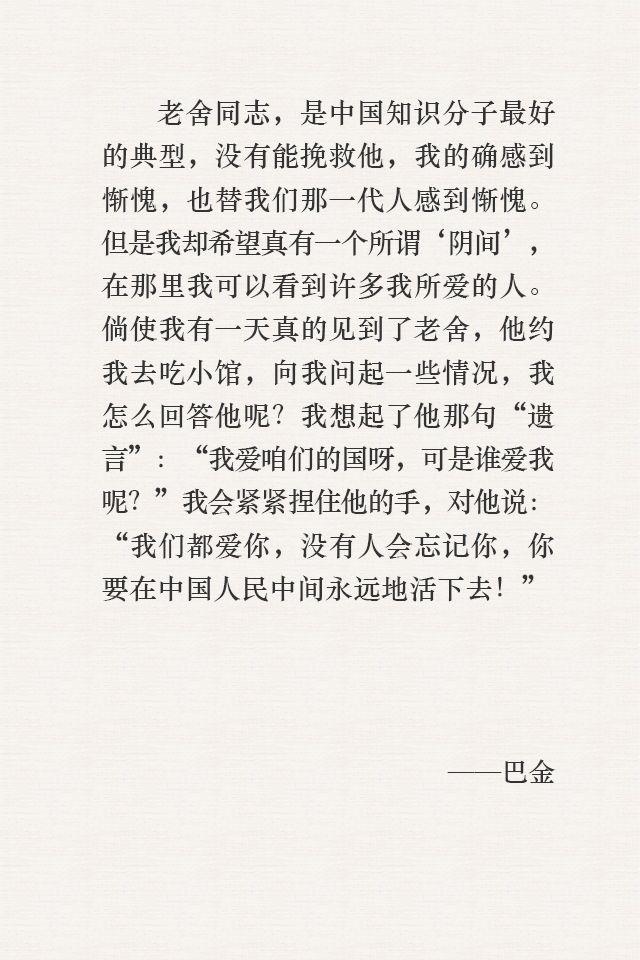 老舍同志，是中国知识分子最好
的典型，没有能挽救他，我的确感到
惭愧，也替我们那一代人感到惭愧。
但是我却希望真有一个所谓‘阴间’，
在那里我可以看到许多我所爱的人。
倘使我有一天真的见到了老舍，他约
我去吃小馆，向我问起一些情况，我
怎么回答他呢？我想起了他那句“遗
言”：“我爱咱们的国呀，可是谁爱我
呢？”我会紧紧捏住他的手，对他说：
“我们都爱你，没有人会忘记你，你
要在中国人民中间永远地活下去！”
——巴金